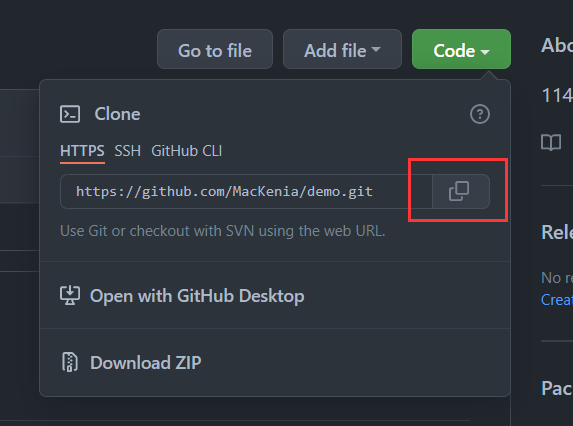 Go to file Add file Code
Abo
Clone
114
HTTPS SSH GitHub CLI
https://github.com/MacKenia/demo.git
Use Git or checkout with SVN using the web URL.
Rele
No re
Creat
Open with GitHub Desktop
Download ZIP
Pac